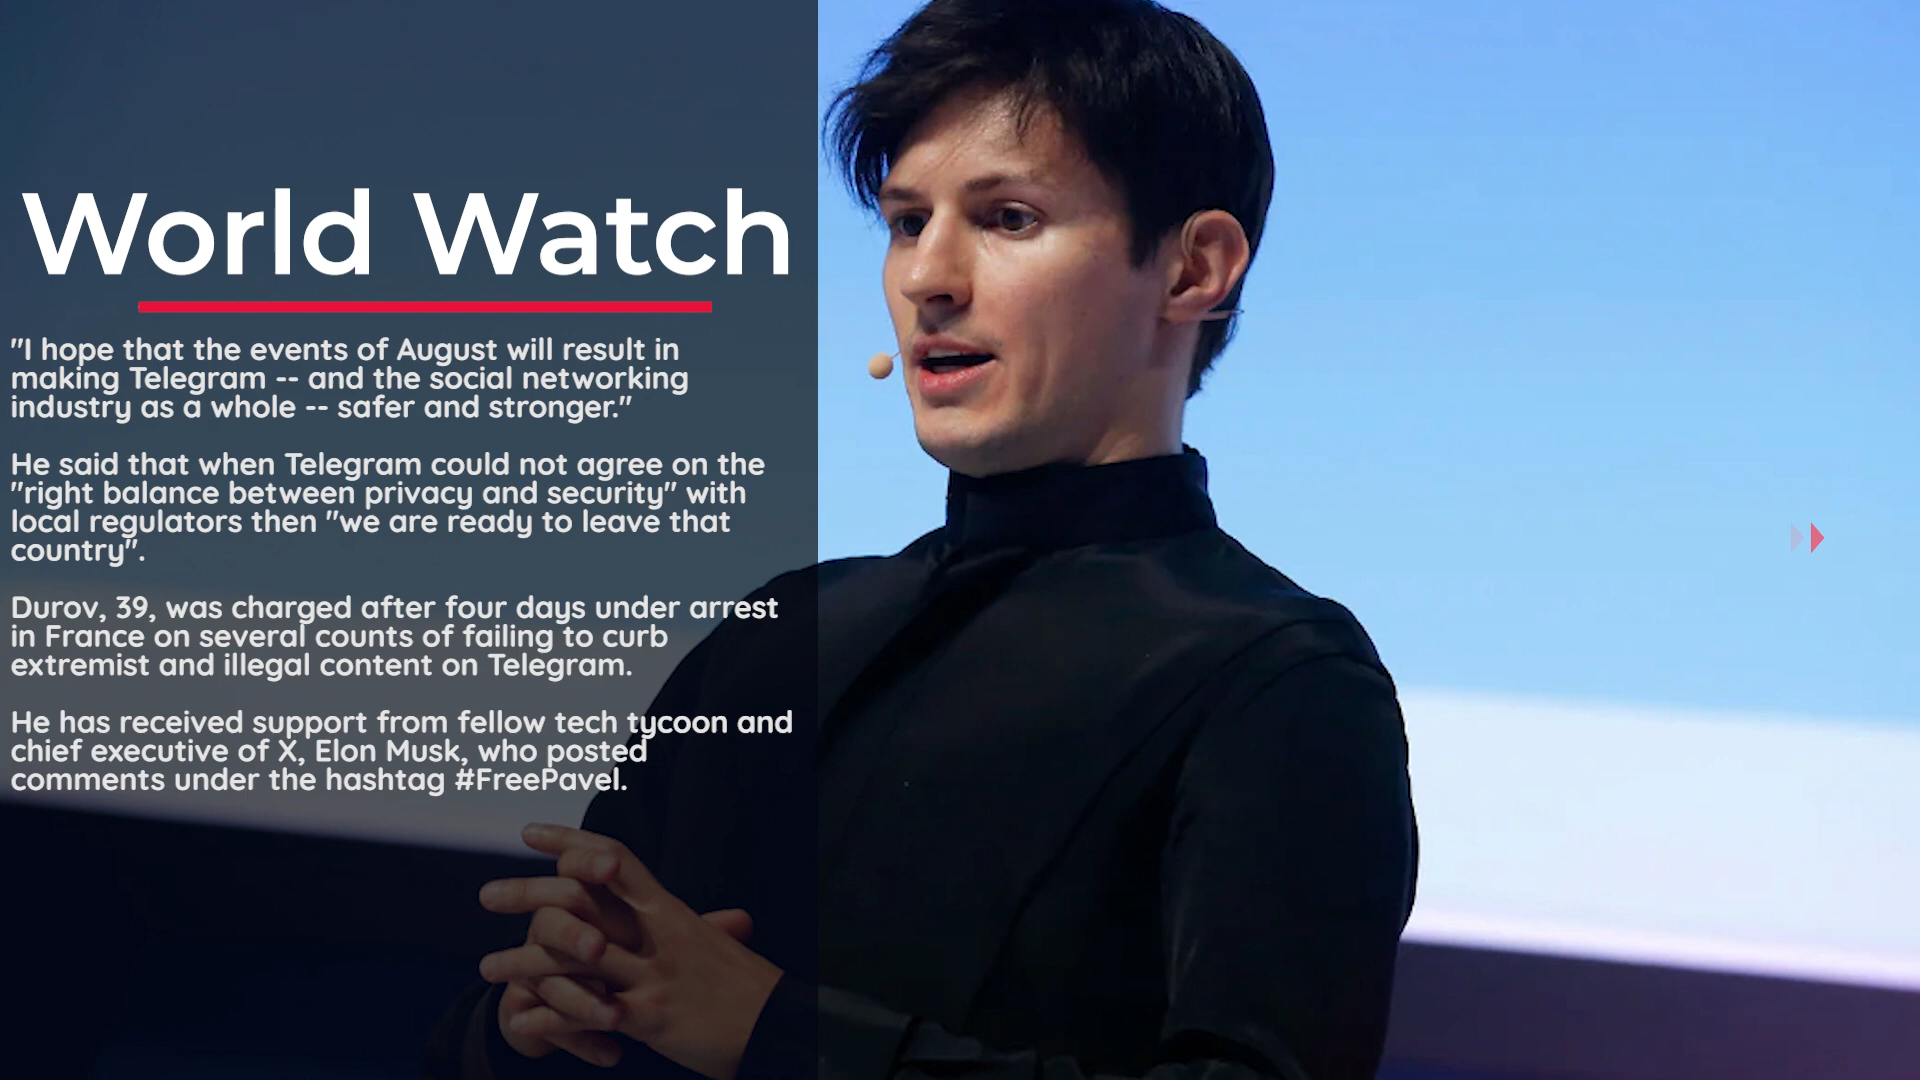 World Watch
"I hope that the events of August will result in
making Telegram -- and the social networking
industry as a whole -- safer and stronger."
He said that when Telegram could not agree on the
"right balance between privacy and security" with
local regulators then "we are ready to leave that
country".
Durov, 39, was charged after four days under arrest
in France on several counts of failing to curb
extremist and illegal content on Telegram.
He has received support from fellow tech tycoon and
chief executive of X, Elon Musk, who posted
comments under the hashtag #FreePavel.